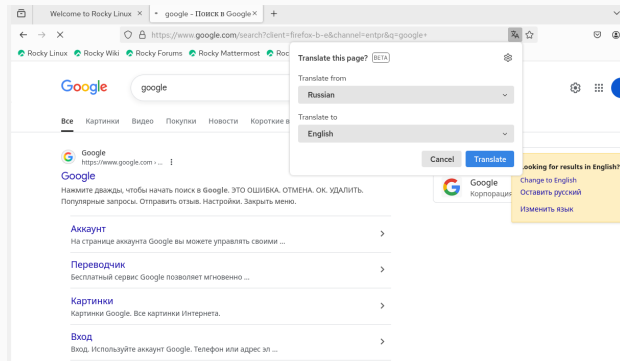 Welcome to Rocky Linux
google - Поиск в Google
https://www.google.com/search?client=firefox-b-e&channel=entpr&q=google+
Rocky Linux Rocky Wiki Rocky Forums Rocky Mattermost
Translate this page? BETA
Translate from
Russian
Translate to
English
Cancel Translate
Google
google
Все Картинки Видео Покупки Новости Короткие
Google
https://www.google.com › ...
Google
Нажмите дважды, чтобы начать поиск в Google. ЭТО ОШИБКА. ОТМЕНА. OK. УДАЛИТЬ.
Популярные запросы. Отправить отзыв. Настройки. Закрыть меню.
Аккаунт
На странице аккаунта Google вы можете управлять своими ...
Переводчик
Бесплатный сервис Google позволяет мгновенно ...
Картинки
Картинки Google. Все картинки Интернета.
Вход
Вход. Используйте аккаунт Google. Телефон или адрес эл ...
Google
Корпорация
Looking for results in English?
Change to English
Оставить русский
Изменить язык